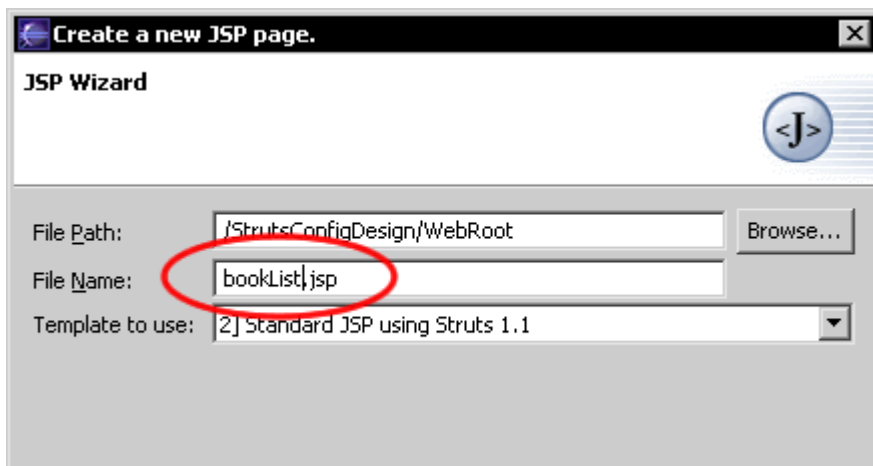 Create a new JSP page.
JSP Wizard
<J>
File Path: /StrutsConfigDesign/WebRoot Browse...
File Name: bookList.jsp
Template to use: 2] Standard JSP using Struts 1.1